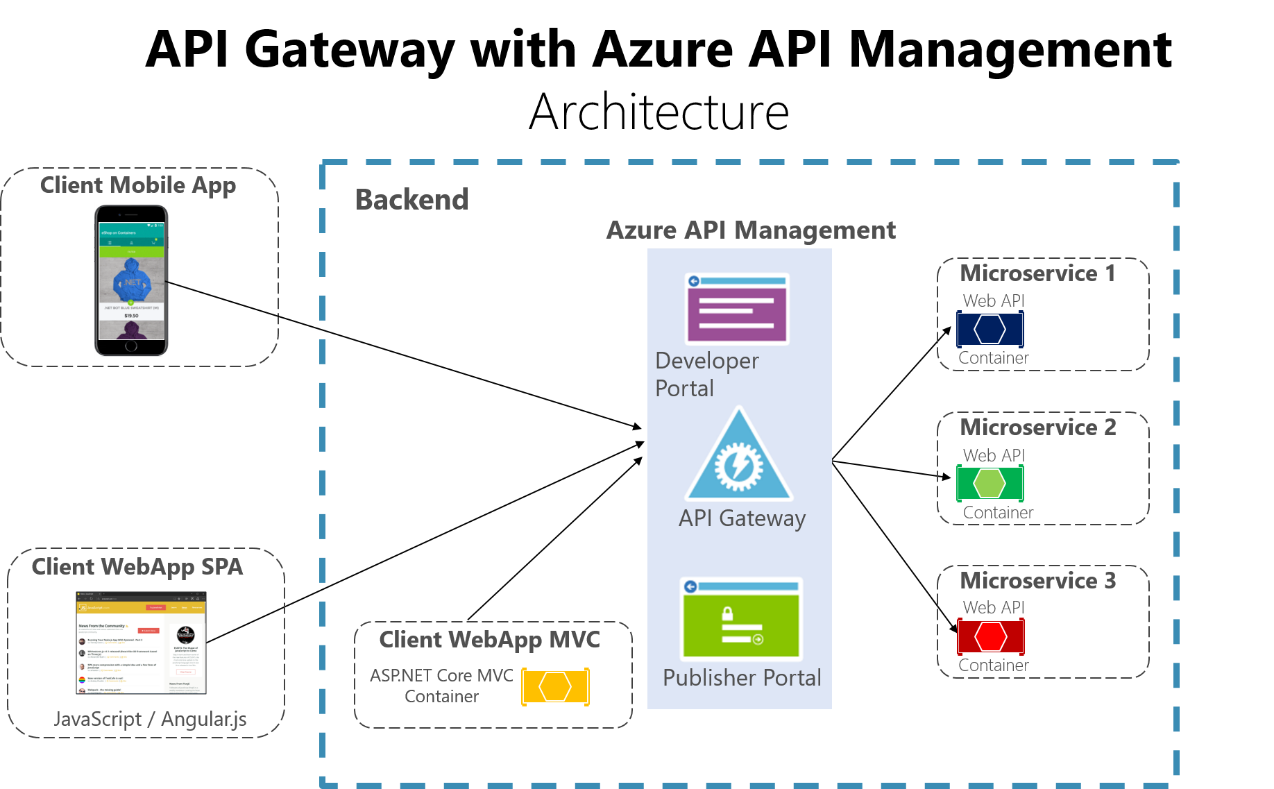 API Gateway with Azure API Management
Architecture
Client Mobile App
eShop on Containers
.NET
$19.50
Client WebApp SPA
News From the Community
JavaScript / Angular.js
Backend
Client WebApp MVC
ASP.NET Core MVC
Container
Azure API Management
Developer
Portal
API Gateway
Publisher Portal
Microservice 1
Web API
Container
Microservice 2
Web API
Container
Microservice 3
Web API
Container